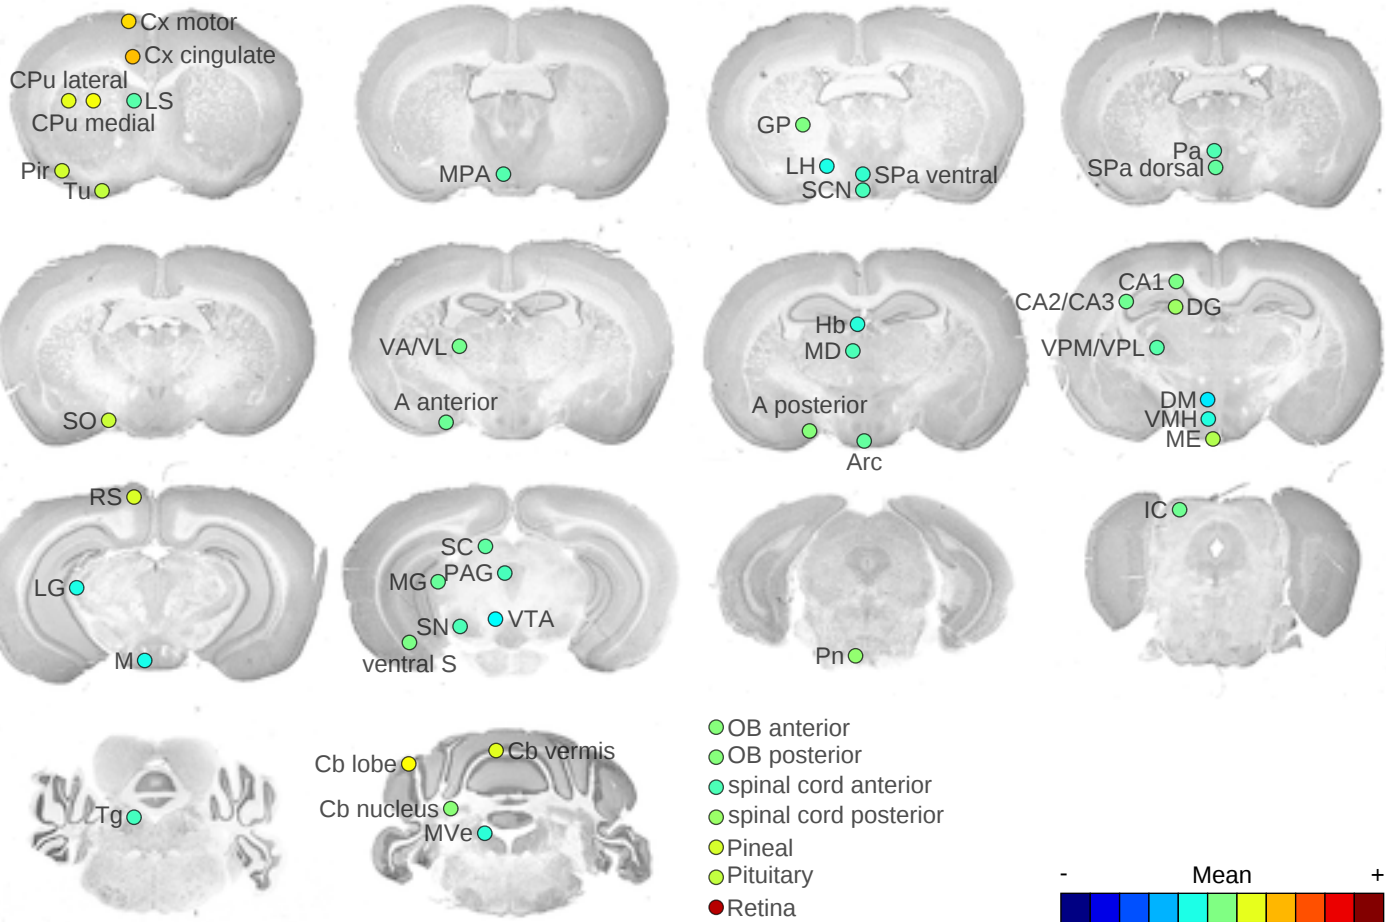 Cx motor
Cx cingulate
CPu lateral
LS
CPu medial
Pir
Tu
MPA
GP
LH
SPa ventral
SCN
Pa
SPa dorsal
SO
VA/VL
A anterior
Hb
MD
A posterior
Arc
CA1
CA2/CA3
DG
VPM/VPL
DM
VMH
ME
RS
LG
M
SC
PAG
MG
SN
VTA
ventral S
Pn
IC
Tg
Cb lobe
Cb vermis
Cb nucleus
MVe
OB anterior
OB posterior
spinal cord anterior
spinal cord posterior
Pineal
Pituitary
Retina
- Mean +